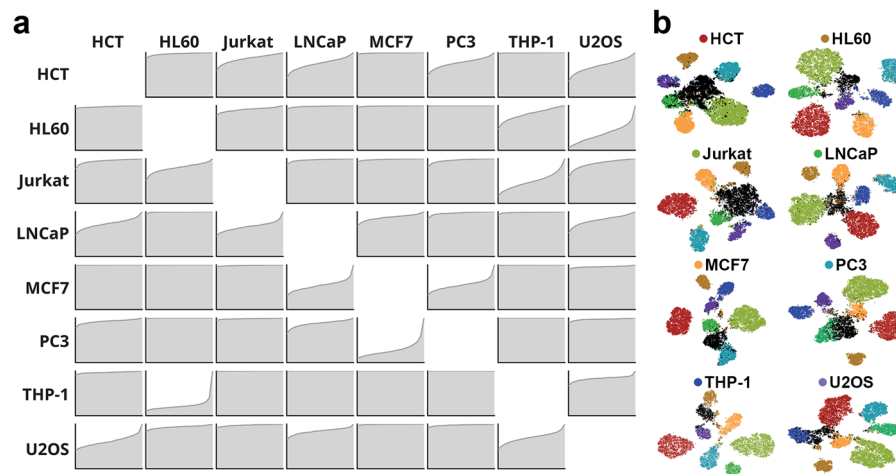 a
HCT HL60 Jurkat LNCaP MCF7 PC3 THP-1 U2OS
HCT
HL60
Jurkat
LNCaP
MCF7
PC3
THP-1
U2OS
b
HCT HL60
Jurkat LNCaP
MCF7 PC3
THP-1 U2OS